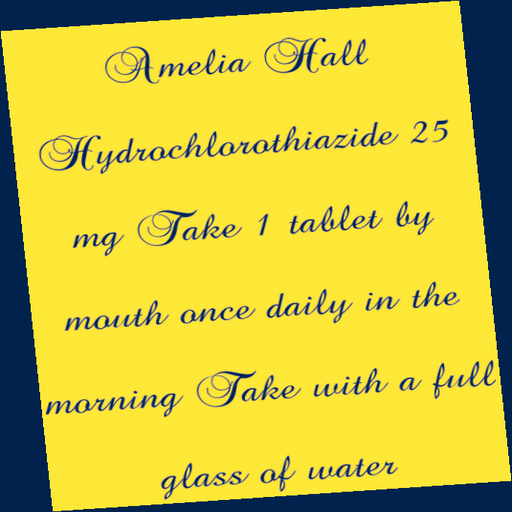 Amelia Hall
Hydrochlorothiazide 25
mg Take 1 tablet by
mouth once daily in the
morning Take with a full
glass of water